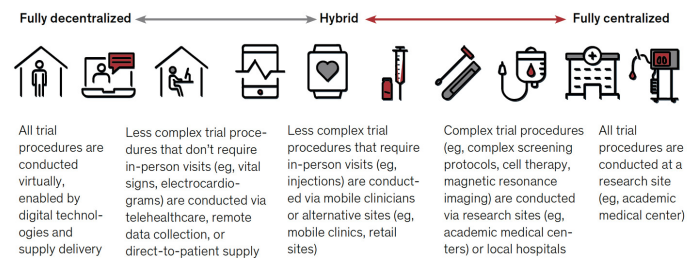 Fully decentralized
Hybrid
Fully centralized
All trial
procedures are
conducted
virtually,
enabled by
digital technol-
ogies and
supply delivery
Less complex trial proce-
dures that don't require
in-person visits (eg, vital
signs, electrocardio-
grams) are conducted via
telehealthcare, remote
data collection, or
direct-to-patient supply
Less complex trial
procedures that require
in-person visits (eg,
injections) are conduct-
ed via mobile clinicians
or alternative sites (eg,
mobile clinics, retail
sites)
Complex trial procedures
(eg, complex screening
protocols, cell therapy,
magnetic resonance
imaging) are conducted
via research sites (eg,
academic medical cen-
ters) or local hospitals
All trial
procedures are
conducted at a
research site
(eg, academic
medical center)